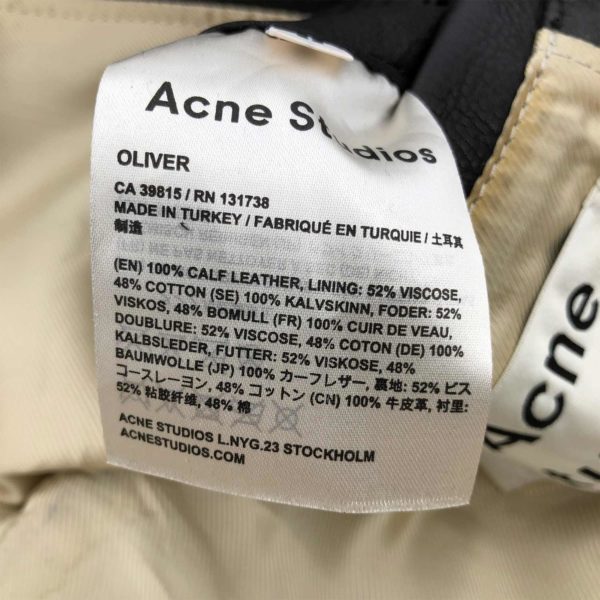 Acne Studios
OLIVER
CA 39815 / RN 131738
MADE IN TURKEY / FABRIQUÉ EN TURQUIE / 土耳其
制造
(EN) 100% CALF LEATHER, LINING: 52% VISCOSE,
48% COTTON (SE) 100% KALVSKINN, FODER: 52%
VISKOS, 48% BOMULL (FR) 100% CUIR DE VEAU,
DOUBLURE: 52% VISCOSE, 48% COTON (DE) 100%
KALBSLEDER, FUTTER: 52% VISKOSE, 48%
BAUMWOLLE (JP) 100% カーフレザー, 裏地: 52% ビス
コースレーヨン, 48% コットン (CN) 100% 牛皮革, 衬里:
52% 粘胶纤维, 48% 棉
ACNE STUDIOS L.NYG.23 STOCKHOLM
ACNESTUDIOS.COM
Acne